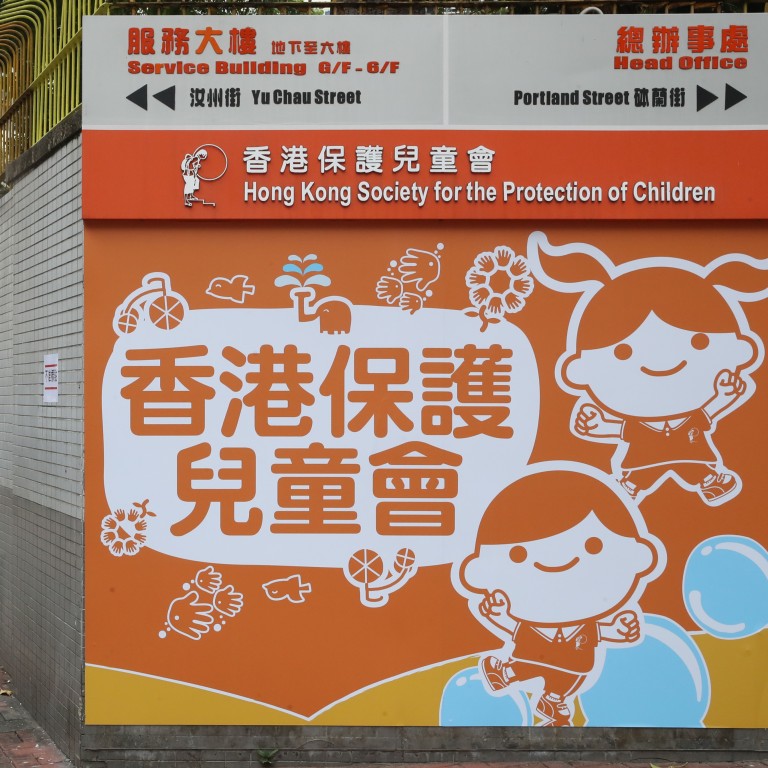 服務大樓 地下至六樓
Service Building G/F - 6/F
汝州街 Yu Chau Street
總辦事處
Head Office
Portland Street 砵蘭街
香港保護兒童會
Hong Kong Society for the Protection of Children
香港保護
兒童會